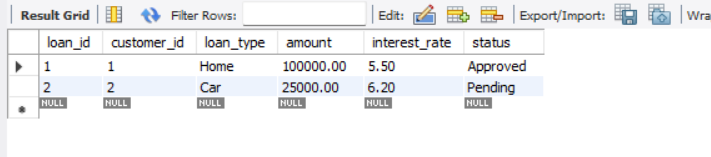 Result Grid Filter Rows: Edit: Export/Import: Wra
loan_id customer_id loan_type amount interest_rate status
1 1 Home 100000.00 5.50 Approved
2 2 Car 25000.00 6.20 Pending
NULL NULL NULL NULL NULL NULL